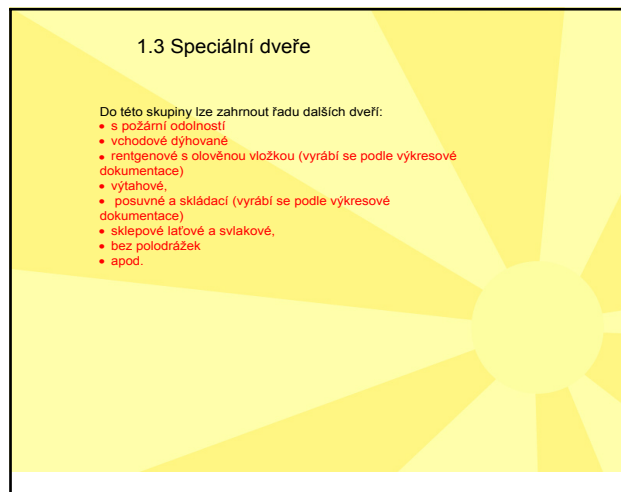 1.3 Speciální dveře
Do této skupiny lze zahrnout řadu dalších dveří:
• s požární odolností
• vchodové dýhované
• rentgenové s olověnou vložkou (vyrábí se podle výkresové
dokumentace)
• výtahové,
• posuvné a skládací (vyrábí se podle výkresové
dokumentace)
• sklepové laťové a svlakové,
• bez polodrážek
• apod.